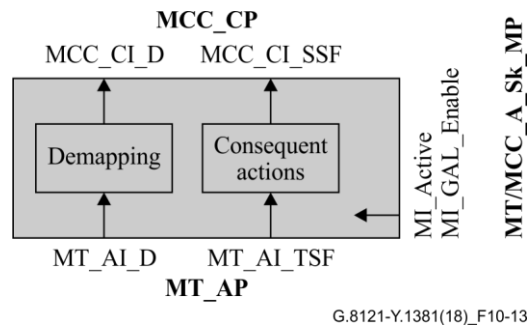 MCC_CP
MCC_CI_D
MCC_CI_SSF
Demapping
Consequent
actions
MT_AI_D
MT_AI_TSF
MT_AP
MI_Active
MI_GAL_Enable
MT/MCC_A_Sk_MP
G.8121-Y.1381(18)_F10-13